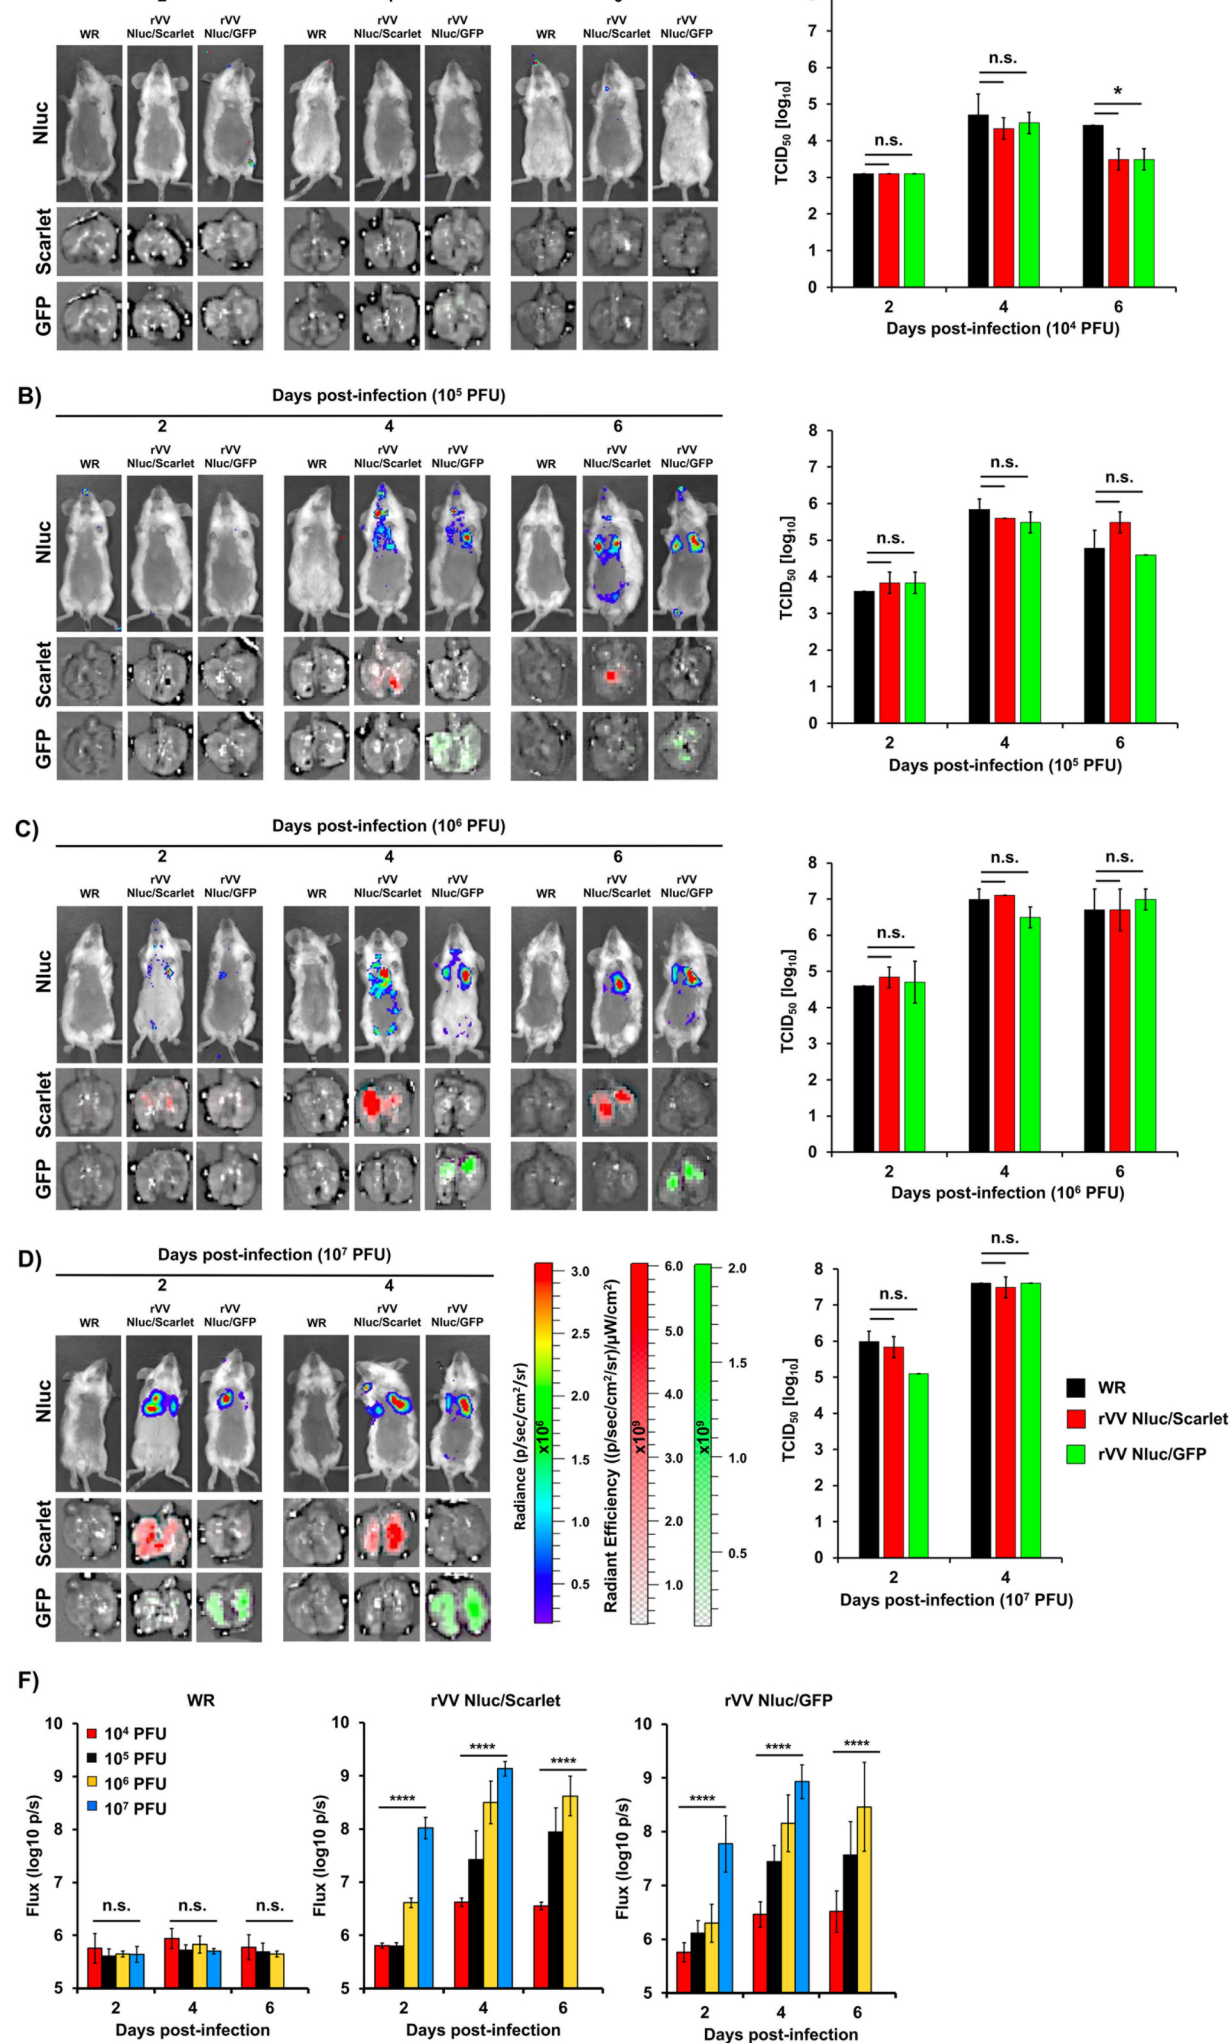 WR
rVV
Nluc/Scarlet
rVV
Nluc/GFP
WR
rVV
Nluc/Scarlet
rVV
Nluc/GFP
WR
rVV
Nluc/Scarlet
rVV
Nluc/GFP
Nluc
Scarlet
GFP
7
6
5
4
3
2
1
0
TCID50 [log10]
n.s.
n.s.
*
2 4 6
Days post-infection (10⁴ PFU)
B)
Days post-infection (10⁵ PFU)
2 4 6
WR
rVV
Nluc/Scarlet
rVV
Nluc/GFP
WR
rVV
Nluc/Scarlet
rVV
Nluc/GFP
WR
rVV
Nluc/Scarlet
rVV
Nluc/GFP
Nluc
Scarlet
GFP
8
7
6
5
4
3
2
1
0
TCID50 [log10]
n.s.
n.s.
n.s.
2 4 6
Days post-infection (10⁵ PFU)
C)
Days post-infection (10⁶ PFU)
2 4 6
WR
rVV
Nluc/Scarlet
rVV
Nluc/GFP
WR
rVV
Nluc/Scarlet
rVV
Nluc/GFP
WR
rVV
Nluc/Scarlet
rVV
Nluc/GFP
Nluc
Scarlet
GFP
8
7
6
5
4
3
2
1
0
TCID50 [log10]
n.s.
n.s.
n.s.
2 4 6
Days post-infection (10⁶ PFU)
D)
Days post-infection (10⁷ PFU)
2 4
WR
rVV
Nluc/Scarlet
rVV
Nluc/GFP
WR
rVV
Nluc/Scarlet
rVV
Nluc/GFP
Nluc
Scarlet
GFP
Radiance (p/sec/cm²/sr)
x10⁶
3.0
2.5
2.0
1.5
1.0
0.5
Radiant Efficiency ((p/sec/cm²/sr)/µW/cm²)
x10⁹
6.0
5.0
4.0
3.0
2.0
1.0
x10⁹
2.0
1.5
1.0
0.5
8
7
6
5
4
3
2
1
0
TCID50 [log10]
n.s.
n.s.
2 4
Days post-infection (10⁷ PFU)
WR
rVV Nluc/Scarlet
rVV Nluc/GFP
F)
WR
10
9
8
7
6
5
Flux (log10 p/s)
10⁴ PFU
10⁵ PFU
10⁶ PFU
10⁷ PFU
n.s. n.s. n.s.
2 4 6
Days post-infection
rVV Nluc/Scarlet
10
9
8
7
6
5
Flux (log10 p/s)
****
****
****
2 4 6
Days post-infection
rVV Nluc/GFP
10
9
8
7
6
5
Flux (log10 p/s)
****
****
****
2 4 6
Days post-infection